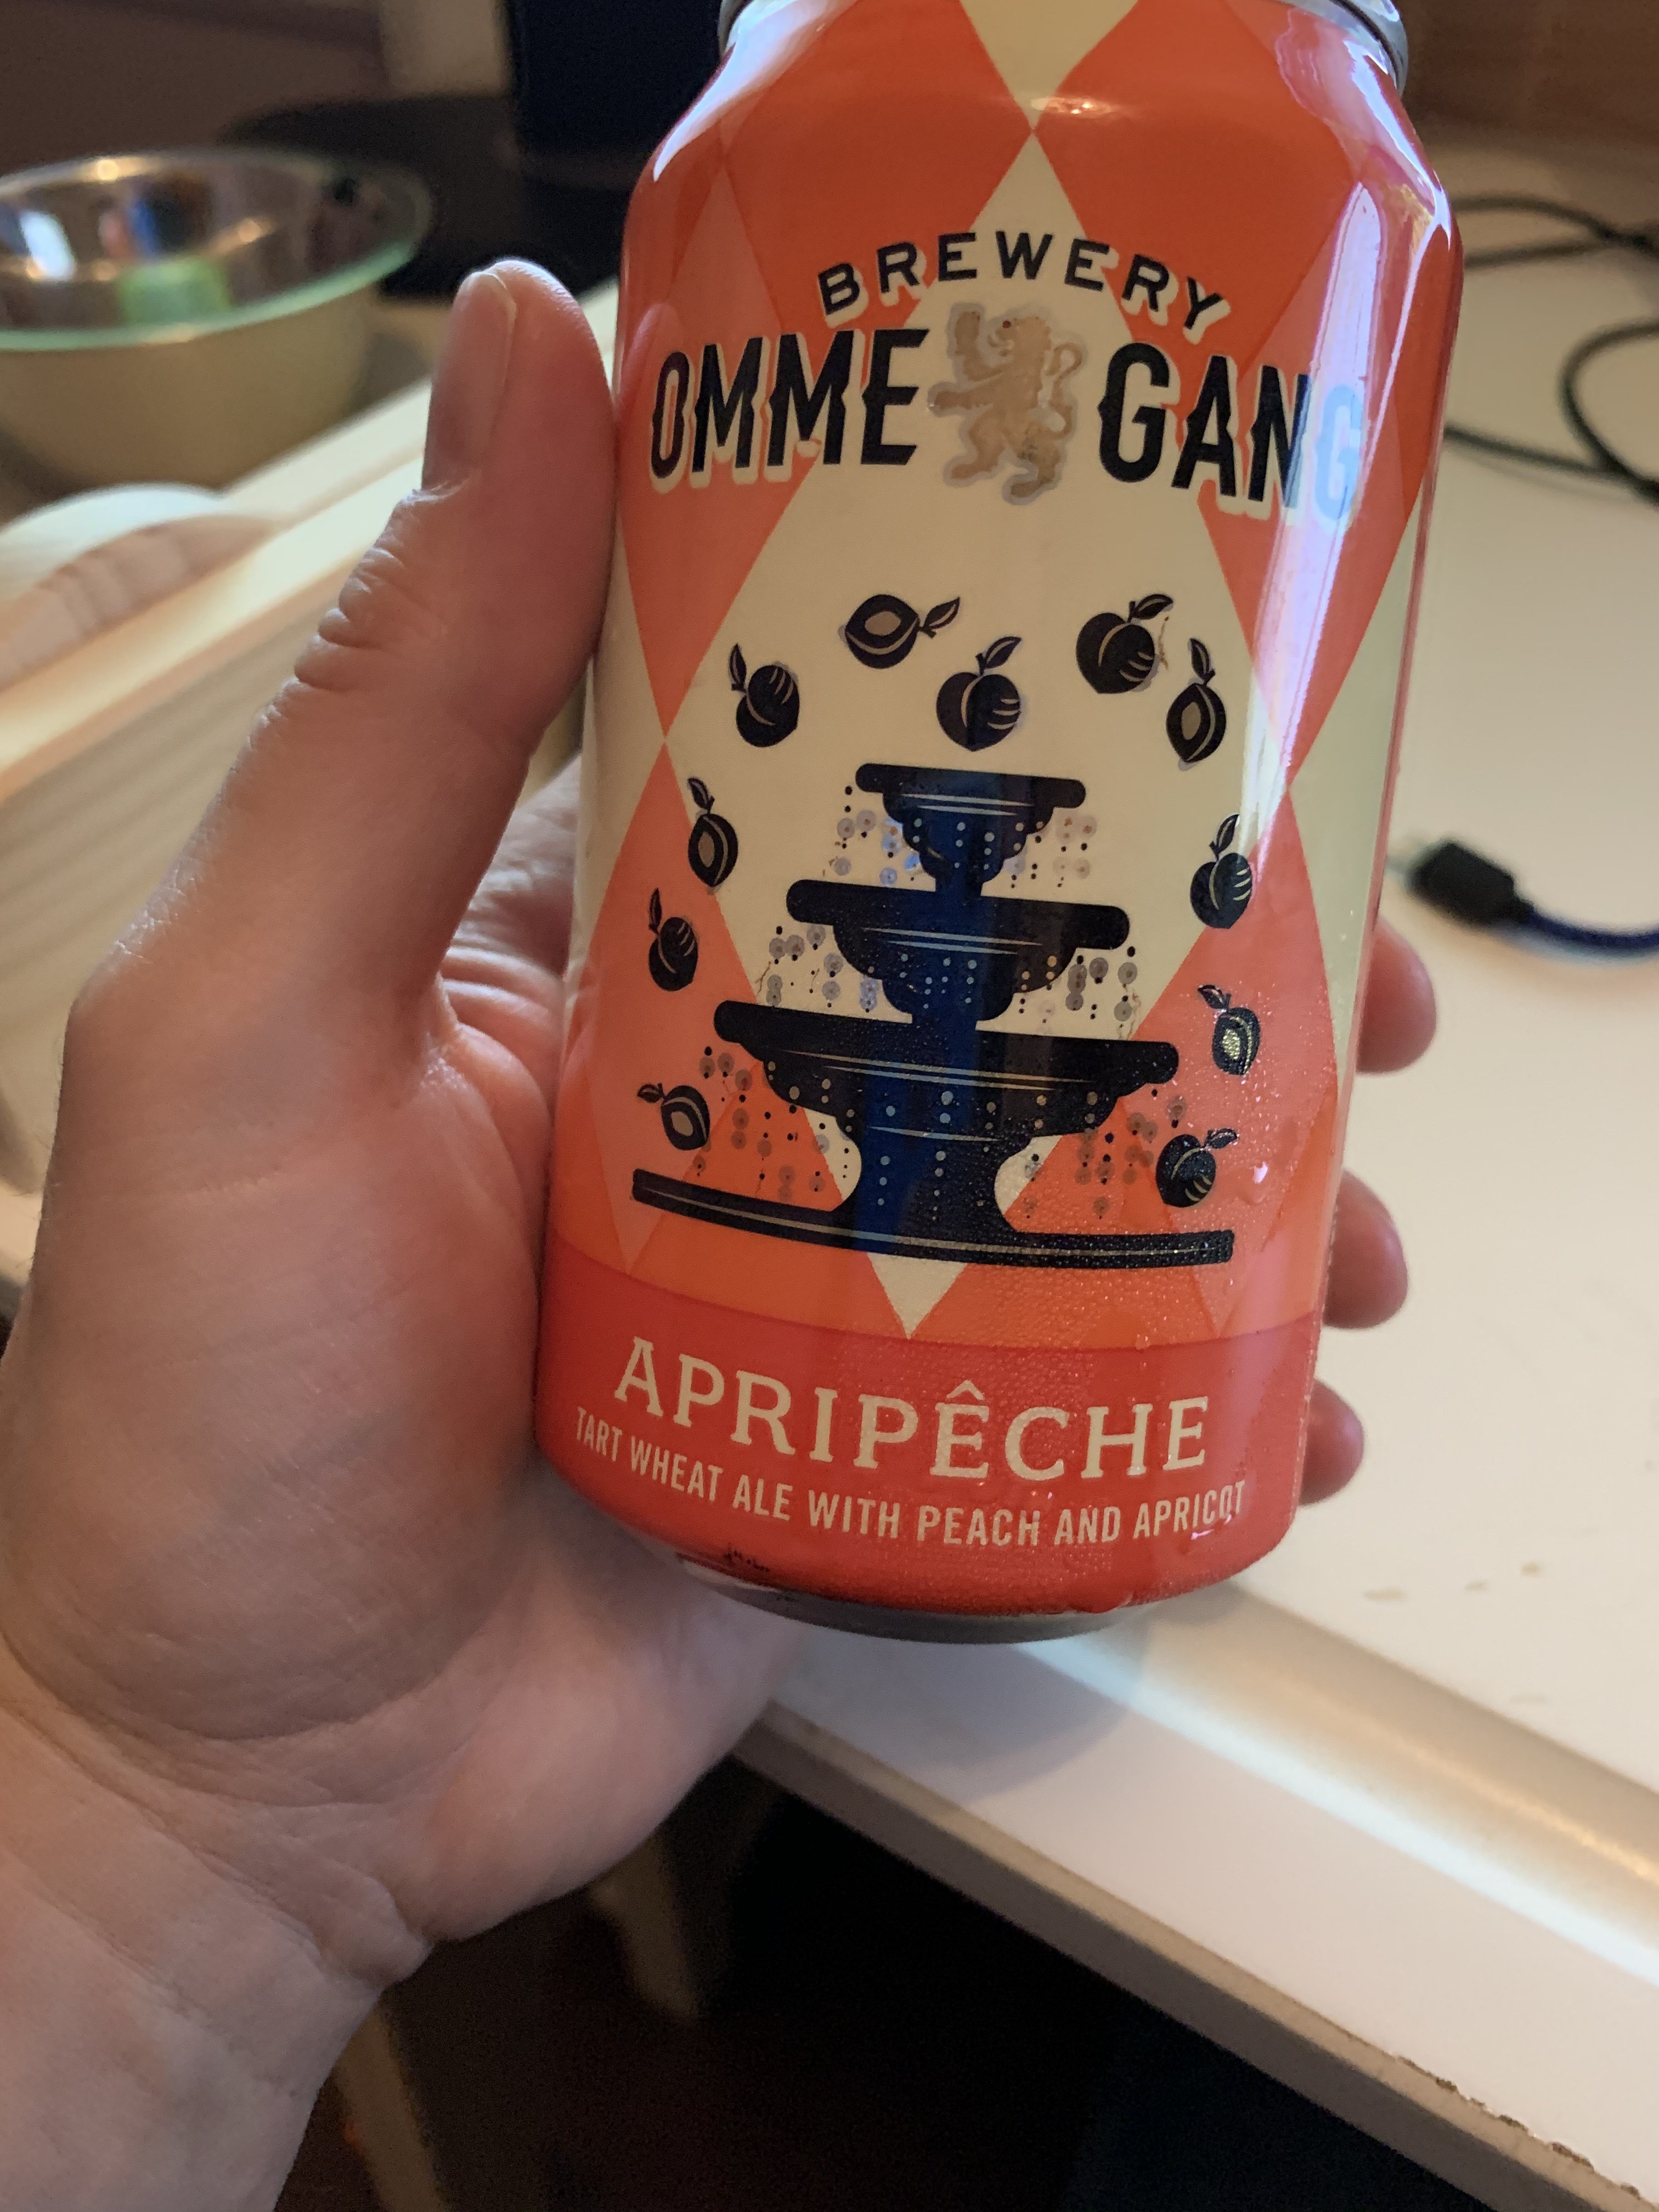 BREWERY
OMME GANG
APRIPÊCHE
TART WHEAT ALE WITH PEACH AND APRICOT